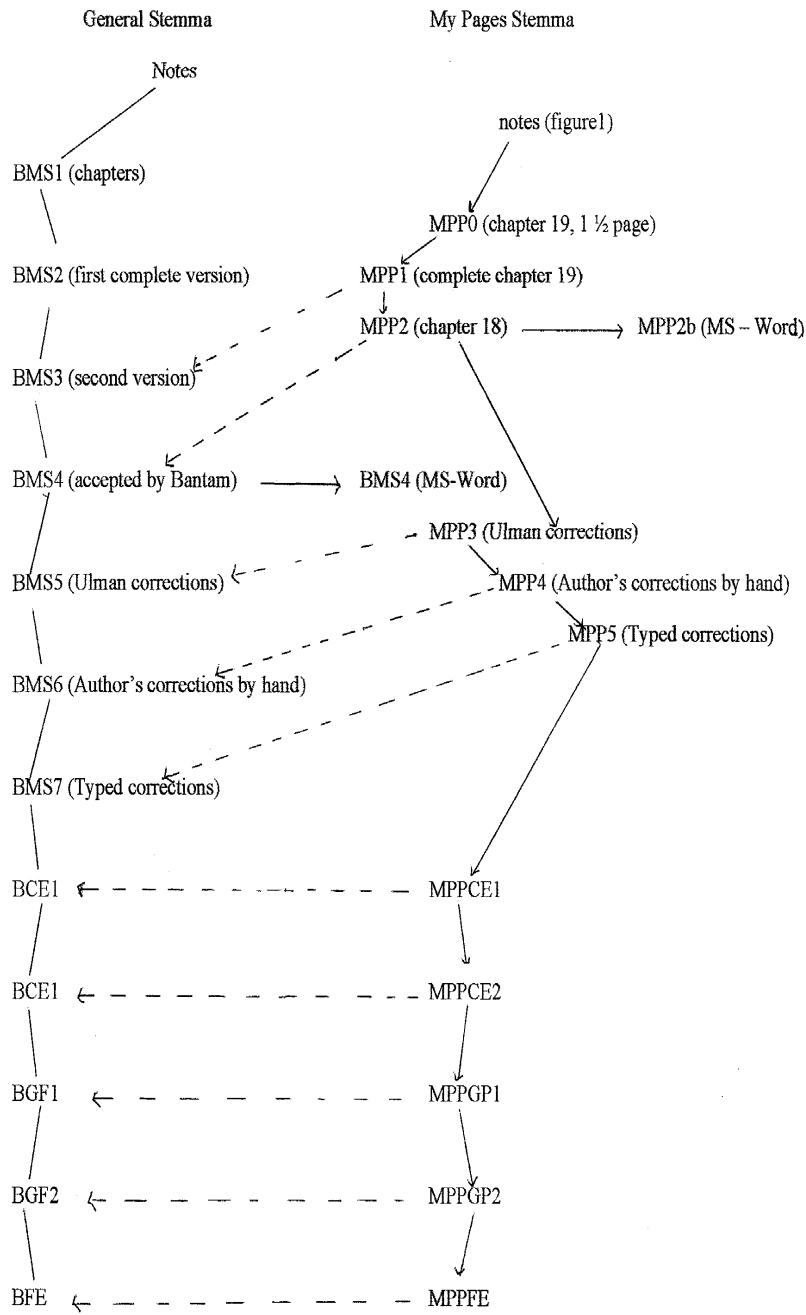 General Stemma My Pages Stemma
Notes
notes (figure1)
BMS1 (chapters)
MPP0 (chapter 19, 1 ½ page)
BMS2 (first complete version) MPP1 (complete chapter 19)
MPP2 (chapter 18) MPP2b (MS – Word)
BMS3 (second version)
BMS4 (accepted by Bantam) BMS4 (MS-Word)
MPP3 (Ulman corrections)
BMS5 (Ulman corrections) MPP4 (Author's corrections by hand)
MPP5 (Typed corrections)
BMS6 (Author's corrections by hand)
BMS7 (Typed corrections)
BCE1 MPPCE1
BCE1 MPPCE2
BGF1 MPPGP1
BGF2 MPPGP2
BFE MPPFE